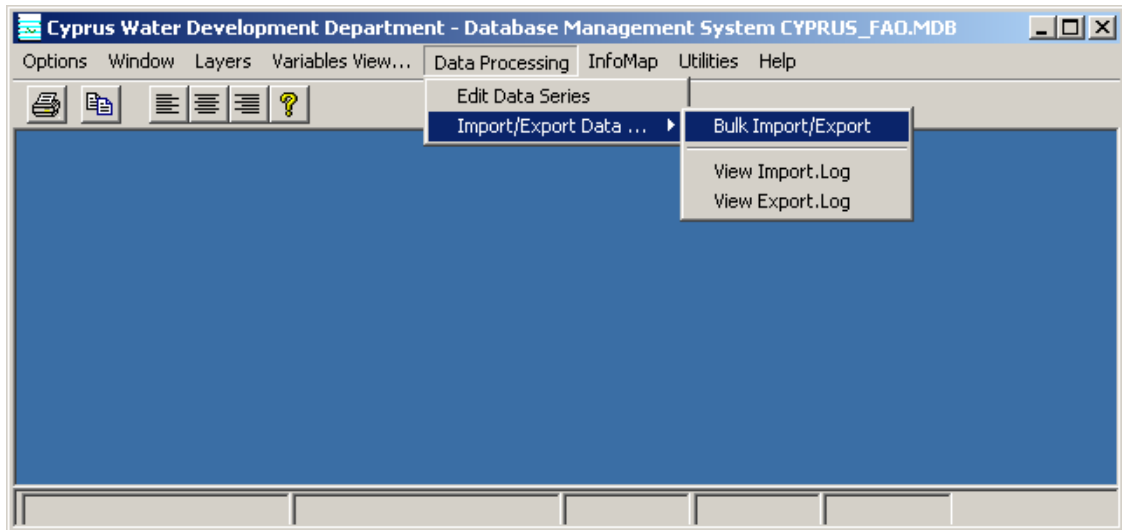 Cyprus Water Development Department - Database Management System CYPRUS_FAO.MDB
Options Window Layers Variables View... Data Processing InfoMap Utilities Help
Edit Data Series
Import/Export Data ...
Bulk Import/Export
View Import.Log
View Export.Log